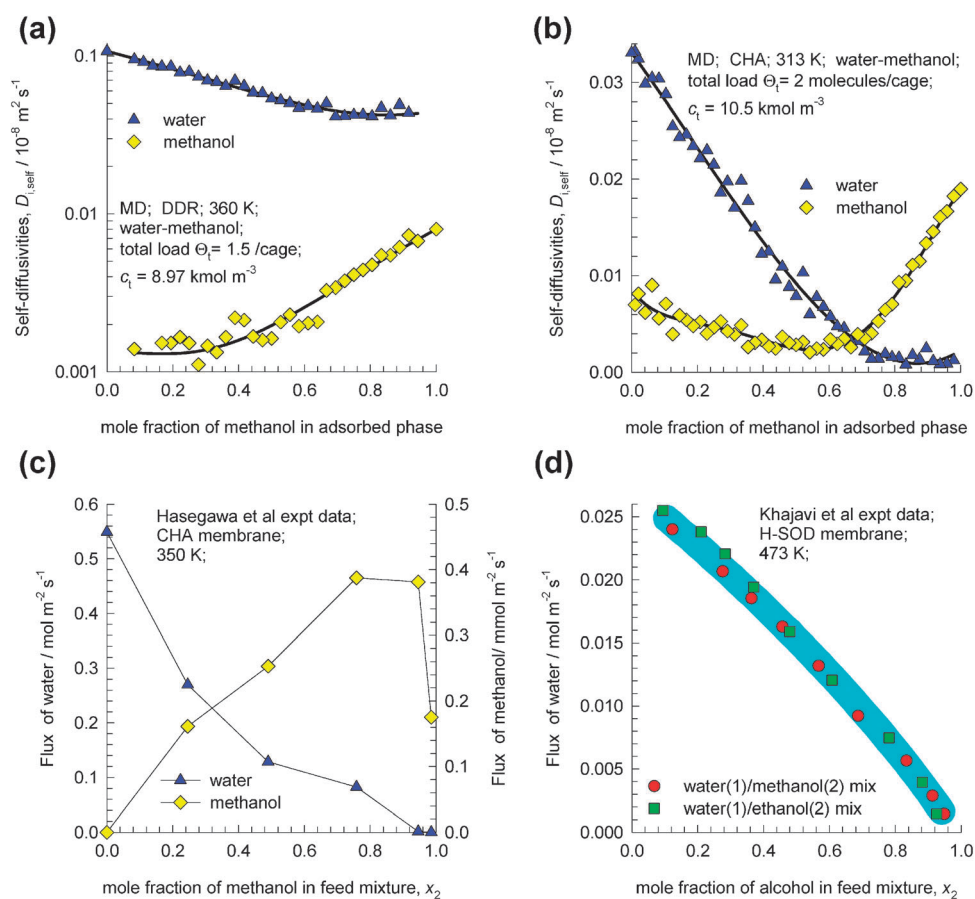 (a)
Self-diffusivities, D i,self / 10-8 m2 s-1
0.1
0.01
0.001
water
methanol
MD; DDR; 360 K;
water-methanol;
total load Θt= 1.5 /cage;
ct = 8.97 kmol m-3
0.0 0.2 0.4 0.6 0.8 1.0
mole fraction of methanol in adsorbed phase
(b)
Self-diffusivities, D i,self / 10-8 m2 s-1
0.03
0.02
0.01
0.00
MD; CHA; 313 K; water-methanol;
total load Θt= 2 molecules/cage;
ct = 10.5 kmol m-3
water
methanol
0.0 0.2 0.4 0.6 0.8 1.0
mole fraction of methanol in adsorbed phase
(c)
Flux of water / mol m-2 s-1
0.6
0.5
0.4
0.3
0.2
0.1
0.0
Hasegawa et al expt data;
CHA membrane;
350 K;
water
methanol
0.5
0.4
0.3
0.2
0.1
0.0
Flux of methanol/ mmol m-2 s-1
0.0 0.2 0.4 0.6 0.8 1.0
mole fraction of methanol in feed mixture, x2
(d)
Flux of water / mol m-2 s-1
0.025
0.020
0.015
0.010
0.005
0.000
Khajavi et al expt data;
H-SOD membrane;
473 K;
water(1)/methanol(2) mix
water(1)/ethanol(2) mix
0.0 0.2 0.4 0.6 0.8 1.0
mole fraction of alcohol in feed mixture, x2